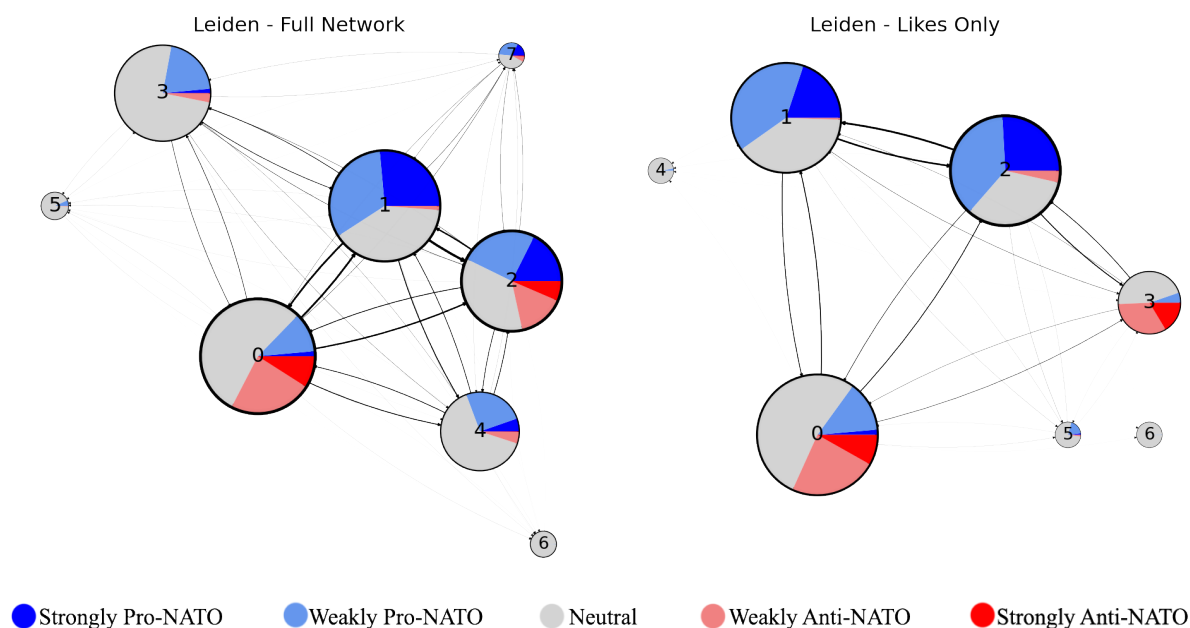 Leiden - Full Network
Leiden - Likes Only
7
3
1
5
2
0
4
6
1
2
4
3
0
5
6
Strongly Pro-NATO
Weakly Pro-NATO
Neutral
Weakly Anti-NATO
Strongly Anti-NATO